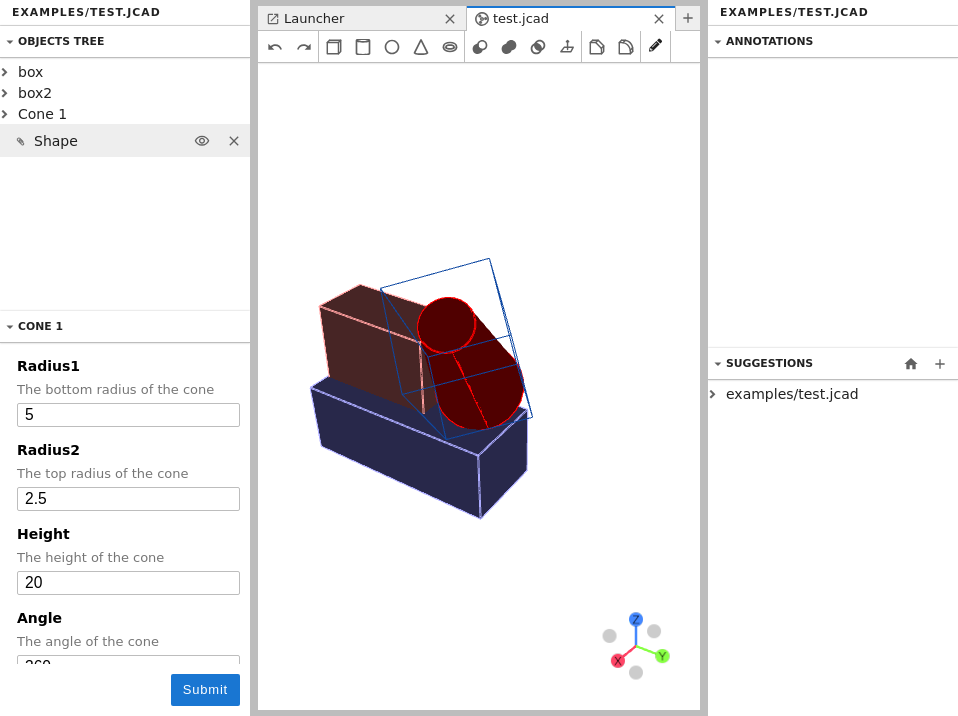 EXAMPLES/TEST.JCAD
OBJECTS TREE
box
box2
Cone 1
Shape
CONE 1
Radius1
The bottom radius of the cone
5
Radius2
The top radius of the cone
2.5
Height
The height of the cone
20
Angle
The angle of the cone
360
Submit
Launcher
test.jcad
Z
X
Y
EXAMPLES/TEST.JCAD
ANNOTATIONS
SUGGESTIONS
examples/test.jcad